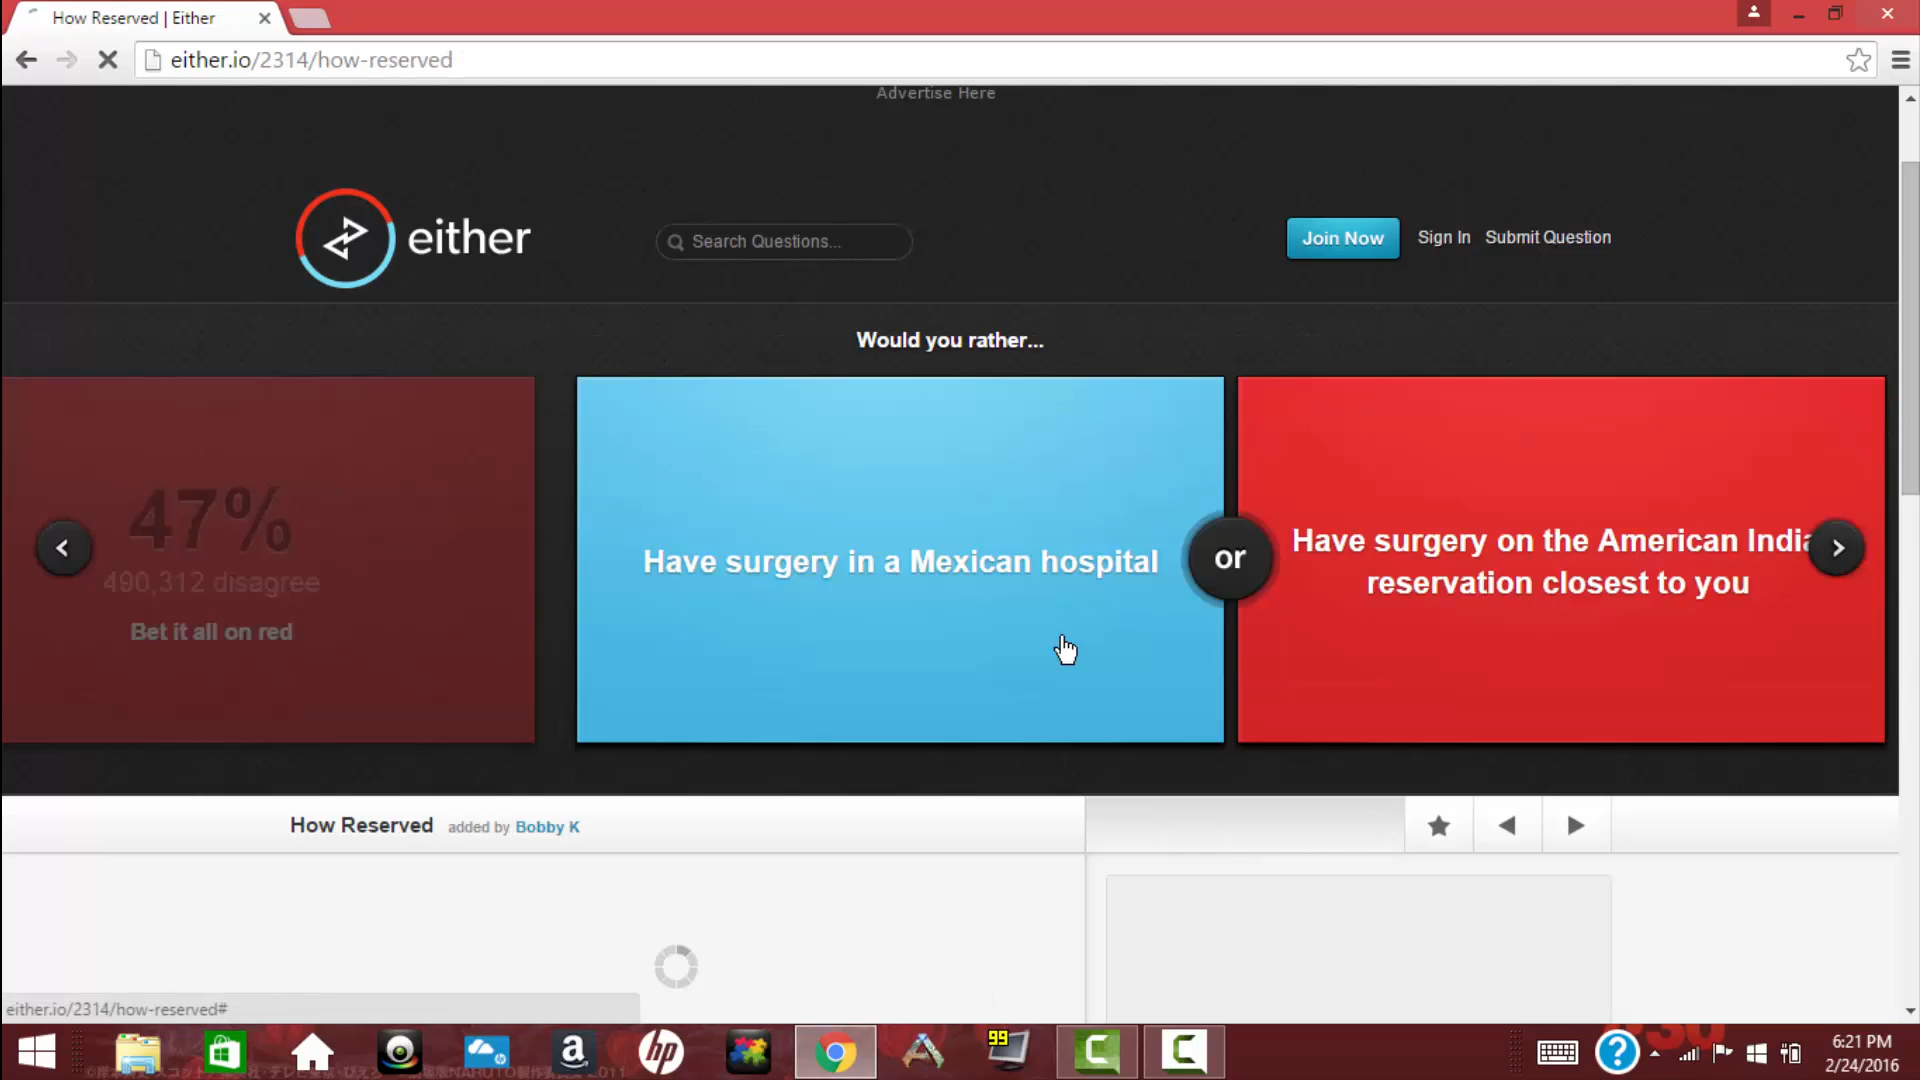 How Reserved | Either
either.io/2314/how-reserved
Advertise Here
either
Search Questions...
Join Now
Sign In
Submit Question
Would you rather...
47%
490,312 disagree
Bet it all on red
Have surgery in a Mexican hospital
or
Have surgery on the American India
reservation closest to you
How Reserved
added by Bobby K
either.io/2314/how-reserved#
a
hp
99
C
C
?
6:21 PM
2/24/2016